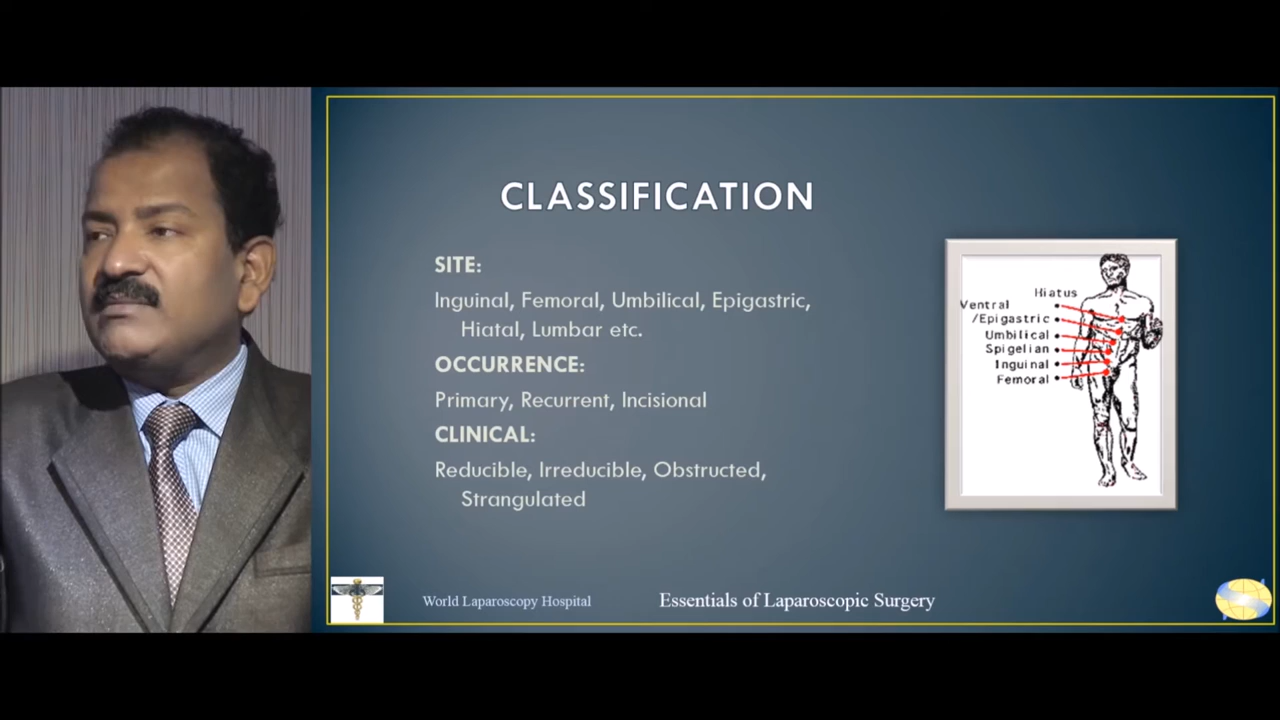 CLASSIFICATION
SITE:
Inguinal, Femoral, Umbilical, Epigastric,
Hiatal, Lumbar etc.
OCCURRENCE:
Primary, Recurrent, Incisional
CLINICAL:
Reducible, Irreducible, Obstructed,
Strangulated
Hiatus
Ventral
/Epigastric
Umbilical
Spigelian
Inguinal
Femoral
World Laparoscopy Hospital
Essentials of Laparoscopic Surgery